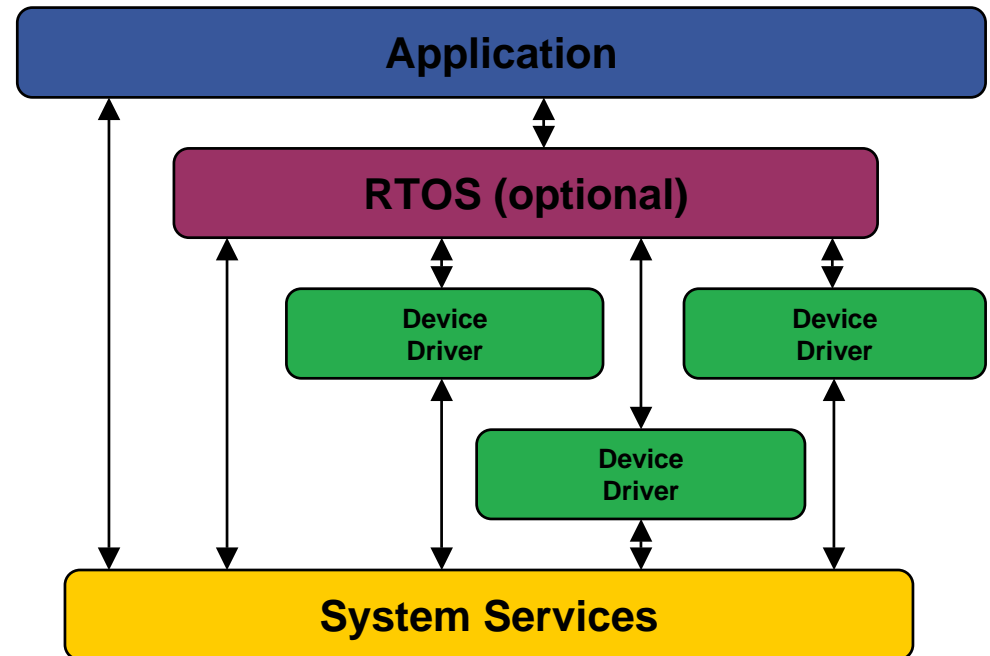 Application
RTOS (optional)
Device
Driver
Device
Driver
Device
Driver
System Services